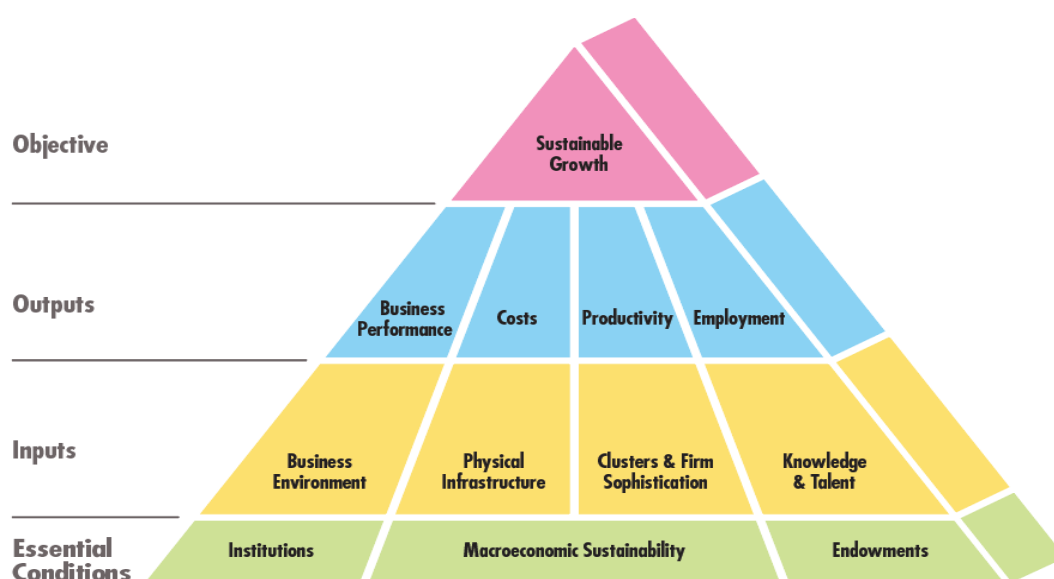 Objective
Sustainable
Growth
Outputs
Business
Performance
Costs
Productivity
Employment
Inputs
Business
Environment
Physical
Infrastructure
Clusters & Firm
Sophistication
Knowledge
& Talent
Essential
Conditions
Institutions
Macroeconomic Sustainability
Endowments